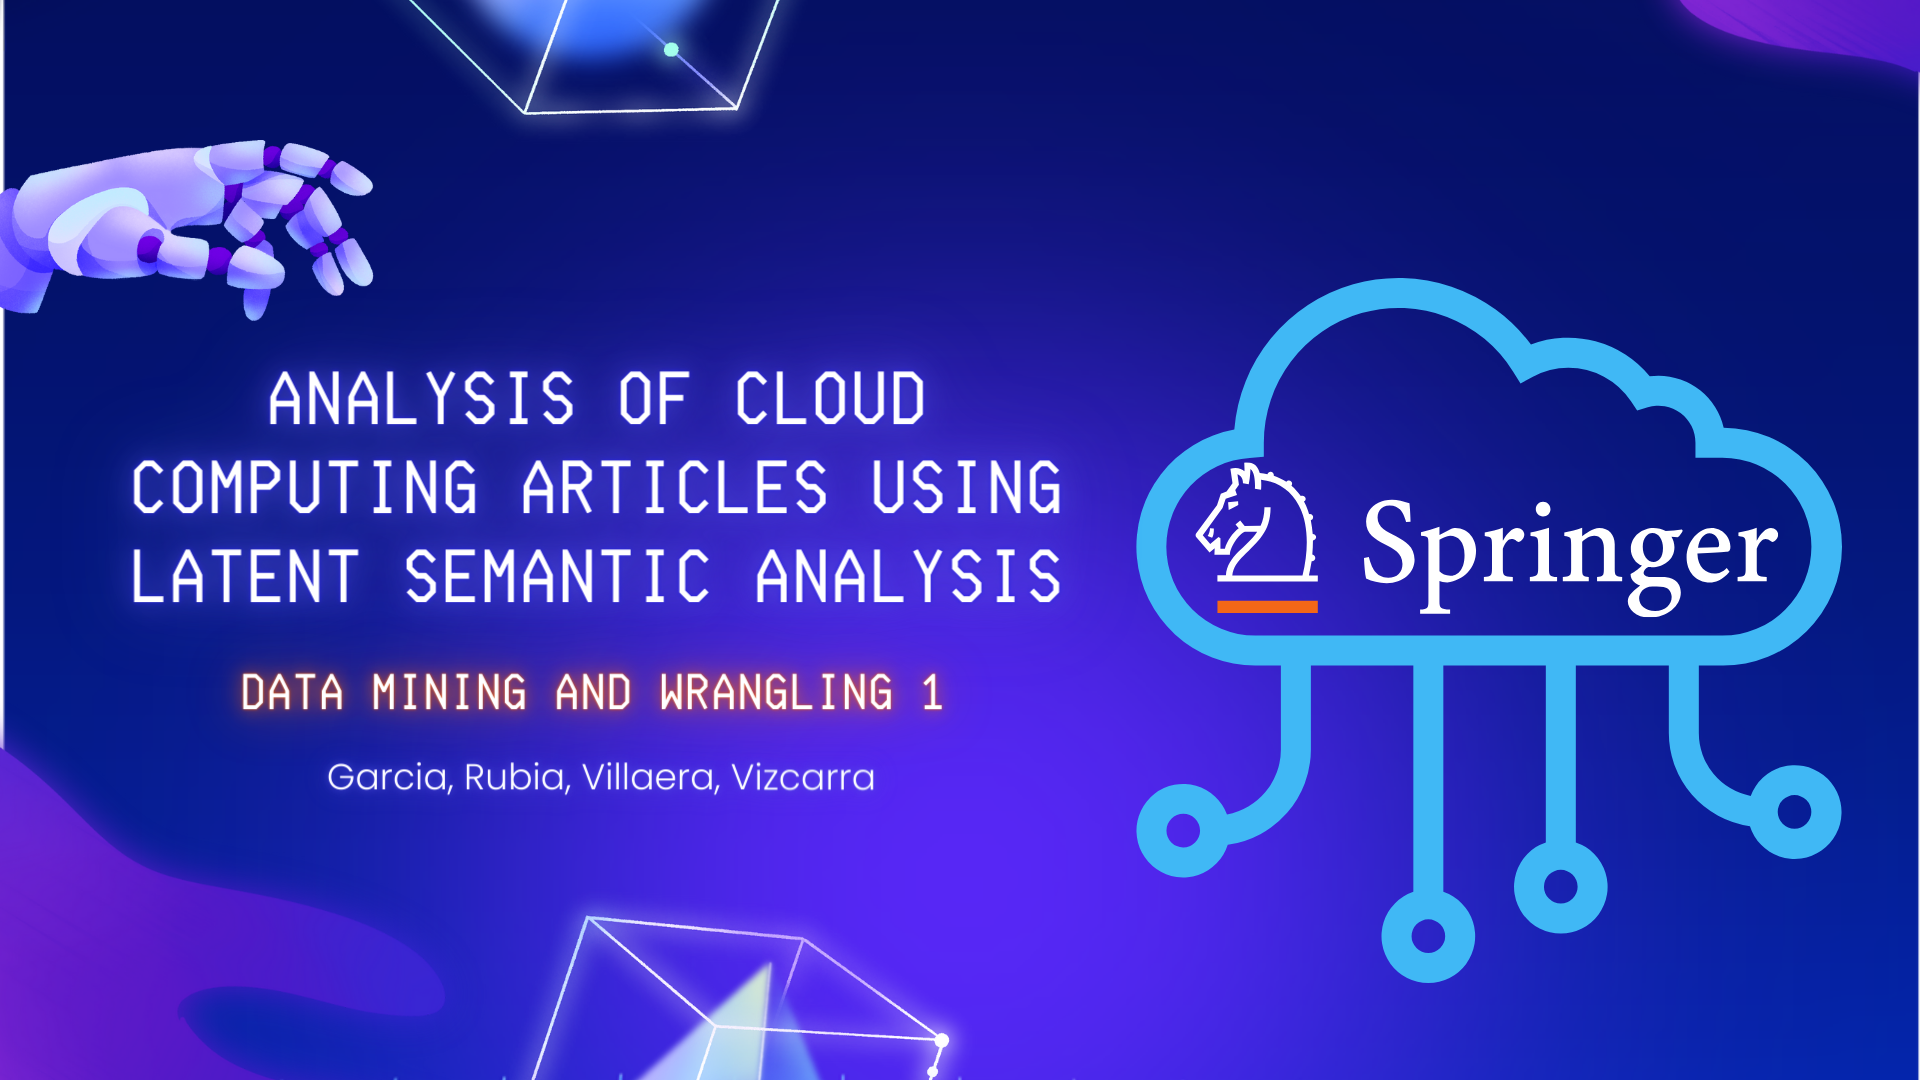 ANALYSIS OF CLOUD
COMPUTING ARTICLES USING
LATENT SEMANTIC ANALYSIS
DATA MINING AND WRANGLING 1
Garcia, Rubia, Villaera, Vizcarra
Springer